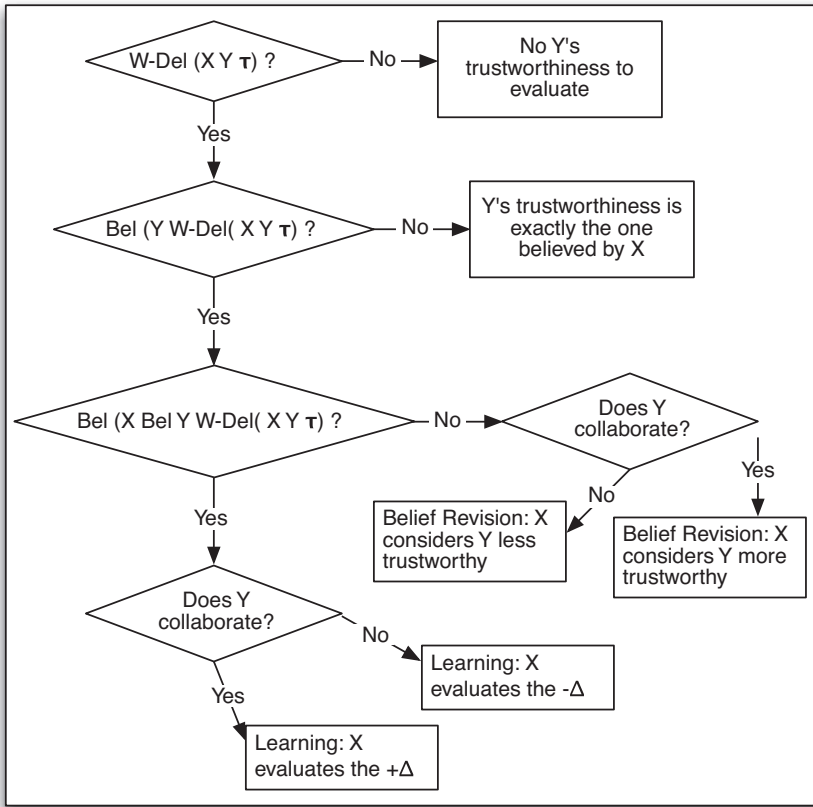 W-Del (X Y τ) ?
No
No Y's
trustworthiness to
evaluate
Yes
Bel (Y W-Del( X Y τ) ?
No
Y's trustworthiness is
exactly the one
believed by X
Yes
Bel (X Bel Y W-Del( X Y τ) ?
No
Does Y
collaborate?
No
Yes
Belief Revision: X
considers Y less
trustworthy
Belief Revision: X
considers Y more
trustworthy
Yes
Does Y
collaborate?
No
Learning: X
evaluates the -Δ
Yes
Learning: X
evaluates the +Δ